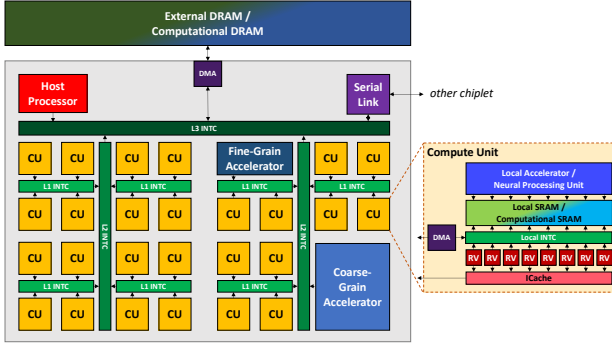 External DRAM /
Computational DRAM
DMA
Host
Processor
Serial
Link
other chiplet
L3 INTC
CU CU CU CU
Fine-Grain
Accelerator
CU CU
L1 INTC L1 INTC L1 INTC L1 INTC
CU CU CU CU CU CU CU CU
L2 INTC
L2 INTC
CU CU CU CU CU CU
L1 INTC L1 INTC L1 INTC
CU CU CU CU CU CU
Coarse-
Grain
Accelerator
Compute Unit
Local Accelerator /
Neural Processing Unit
Local SRAM /
Computational SRAM
DMA
Local INTC
RV RV RV RV RV RV RV
ICache